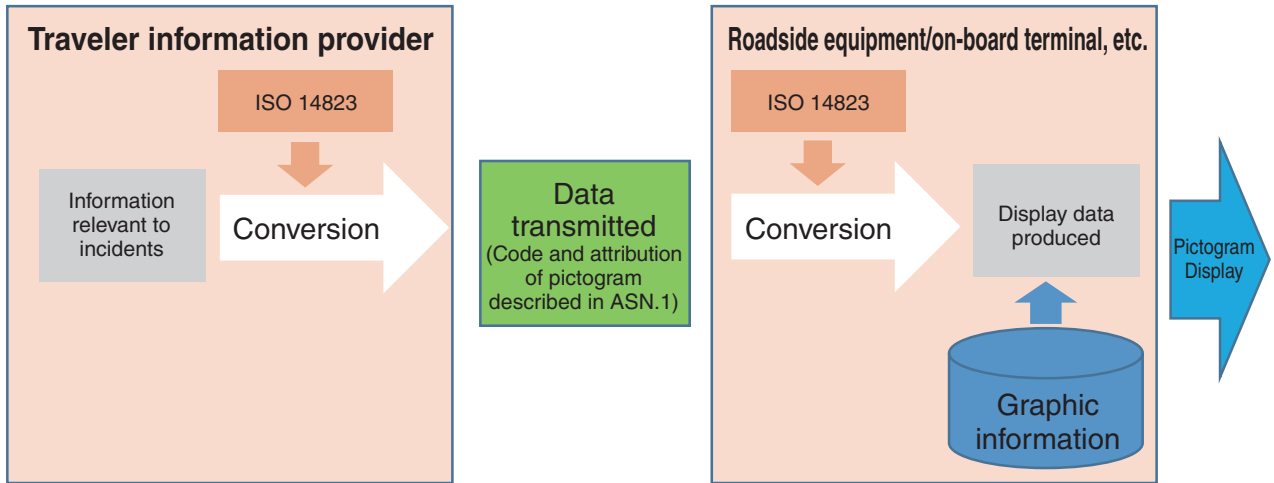 Traveler information provider
ISO 14823
Information
relevant to
incidents
Conversion
Data
transmitted
(Code and attribution
of pictogram
described in ASN.1)
Roadside equipment/on-board terminal, etc.
ISO 14823
Conversion
Display data
produced
Graphic
information
Pictogram
Display